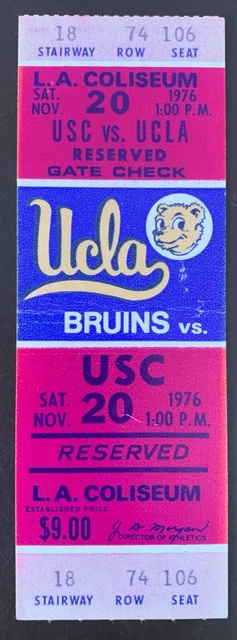 18 74 106
STAIRWAY ROW SEAT
L.A. COLISEUM
SAT. NOV. 20 1976 1:00 P.M.
USC vs. UCLA
RESERVED
GATE CHECK
Ucla
BRUINS vs.
USC
SAT. NOV. 20 1976 1:00 P.M.
RESERVED
L.A. COLISEUM
ESTABLISHED PRICE
$9.00 J. D. Morgan
DIRECTOR OF ATHLETICS
18 74 106
STAIRWAY ROW SEAT